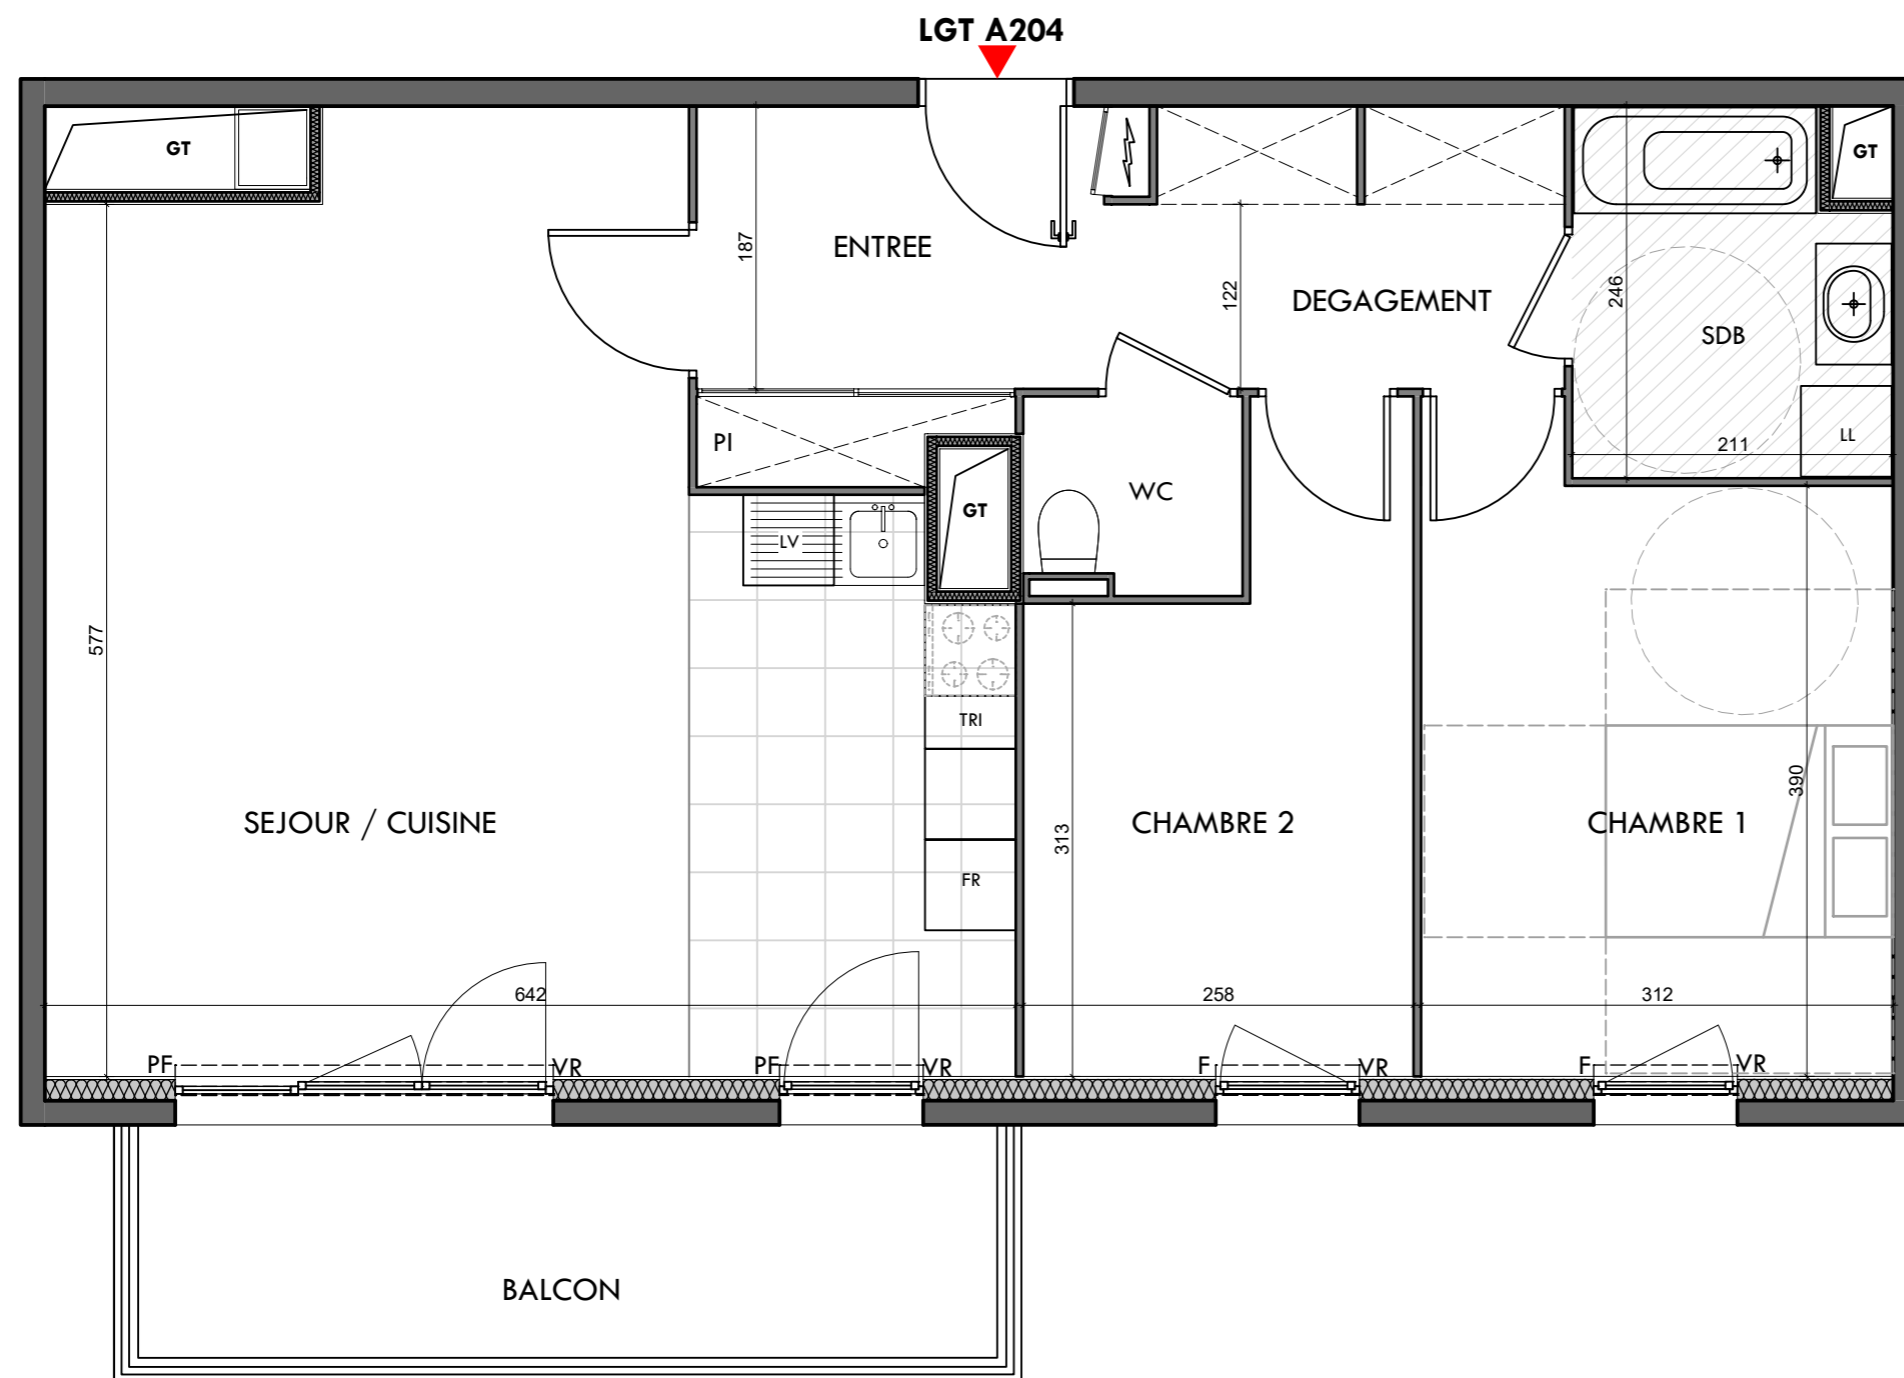 LGT A204
GT
GT
187
ENTREE
122
DEGAGEMENT
246
SDB
PI
211
LL
GT
WC
LV
577
TRI
390
SEJOUR / CUISINE
313
CHAMBRE 2
CHAMBRE 1
FR
642
258
312
PF
VR
PF
VR
F
VR
F
VR
BALCON